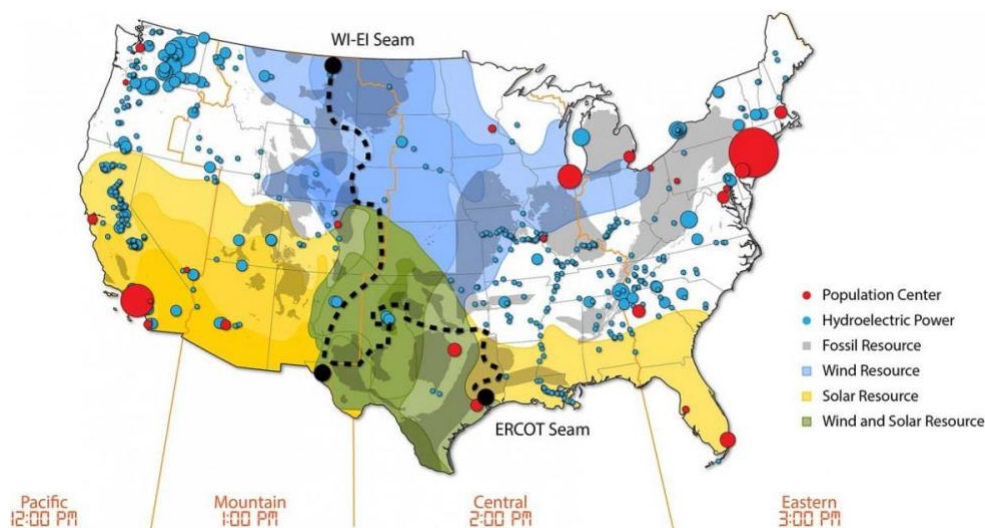 WI-EI Seam
Population Center
Hydroelectric Power
Fossil Resource
Wind Resource
Solar Resource
Wind and Solar Resource
ERCOT Seam
Pacific
12:00 PM
Mountain
1:00 PM
Central
2:00 PM
Eastern
3:00 PM